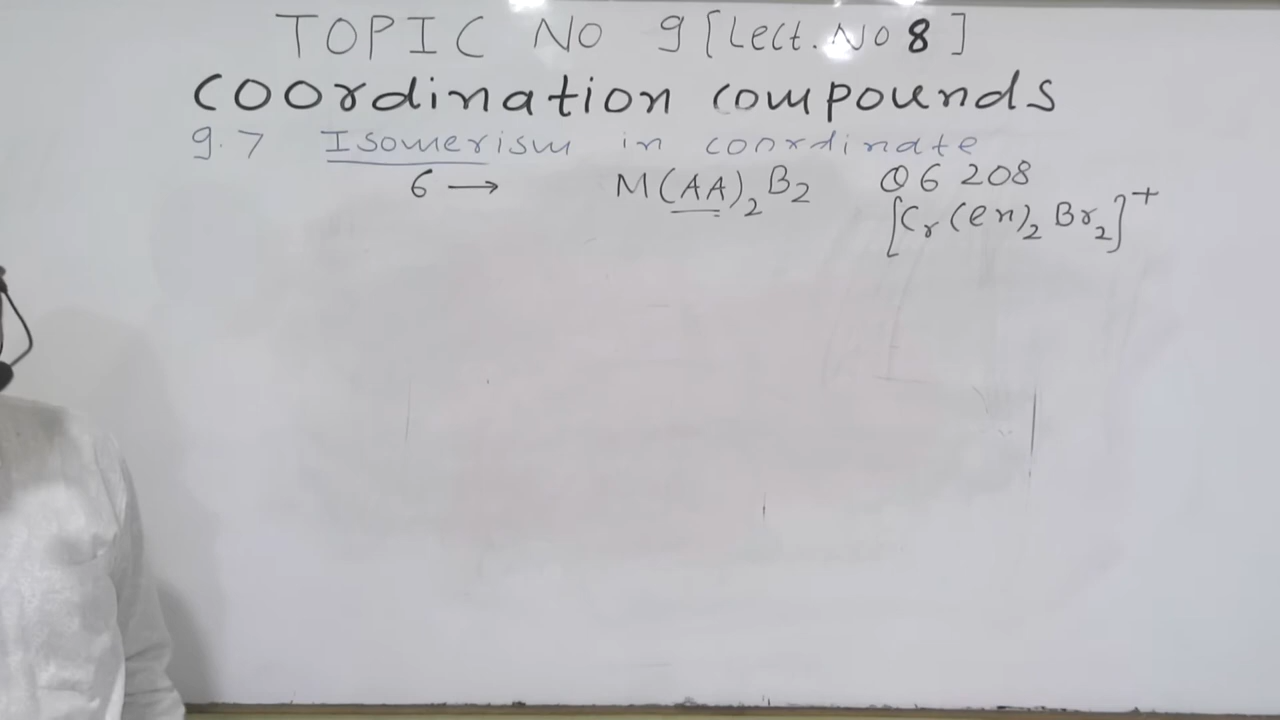 TOPIC NO 9 [Lect. No 8]
Coordination compounds
9.7 Isomerism in coordinate
6 → M(AA)₂B₂ Q6 208
[Cr(en)₂Br₂]⁺